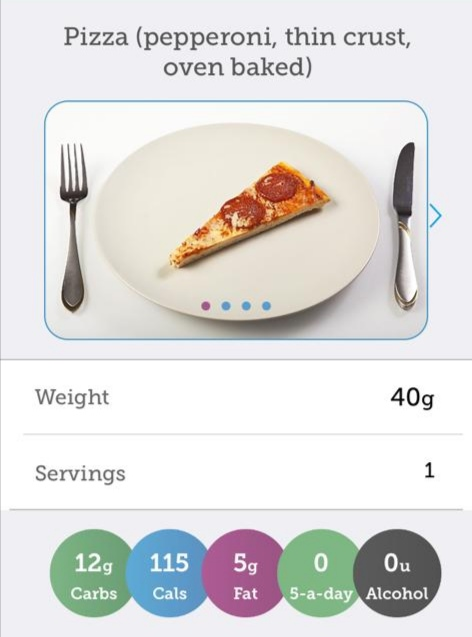 Pizza (pepperoni, thin crust,
oven baked)
Weight 40g
Servings 1
12g 115 5g 0 0u
Carbs Cals Fat 5-a-day Alcohol